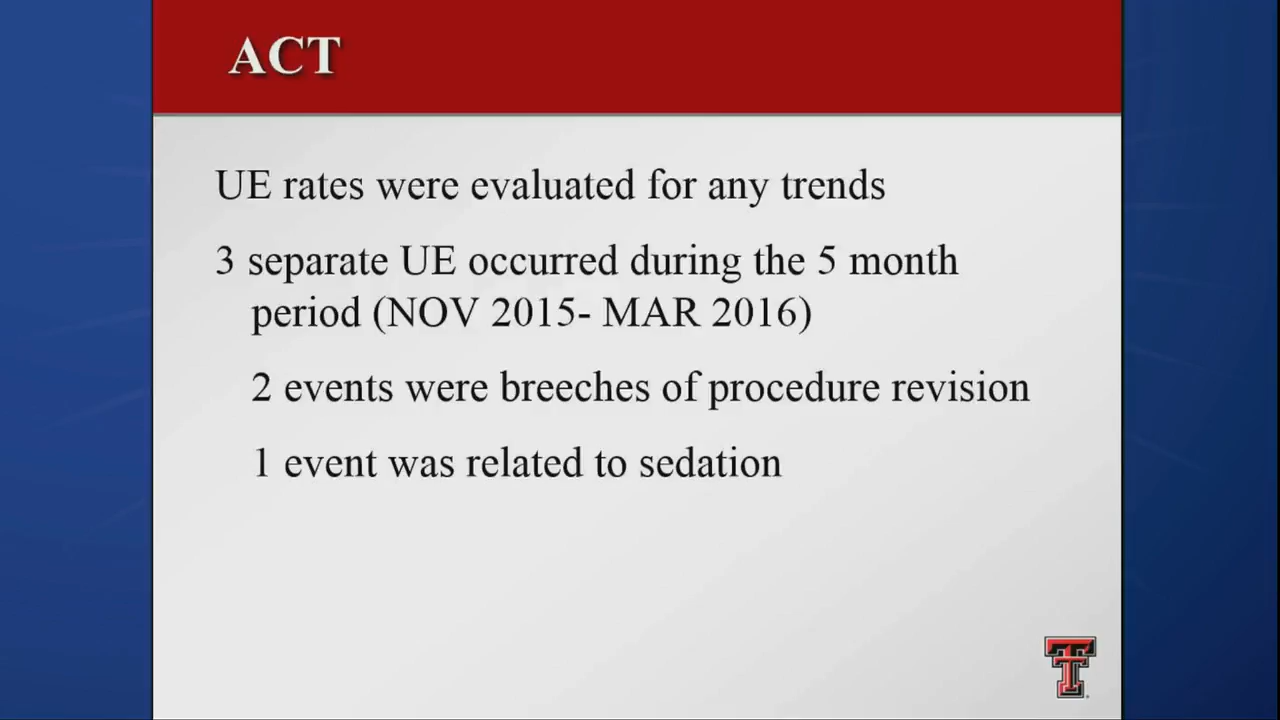 ACT
UE rates were evaluated for any trends
3 separate UE occurred during the 5 month
period (NOV 2015- MAR 2016)
2 events were breeches of procedure revision
1 event was related to sedation